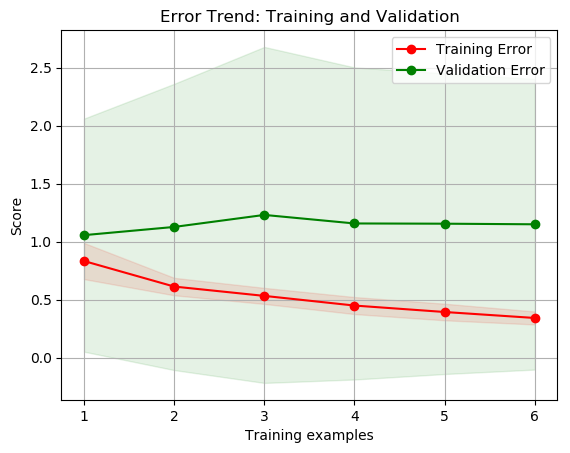 Error Trend: Training and Validation
Training Error
Validation Error
2.5
2.0
1.5
1.0
0.5
0.0
Score
1 2 3 4 5 6
Training examples